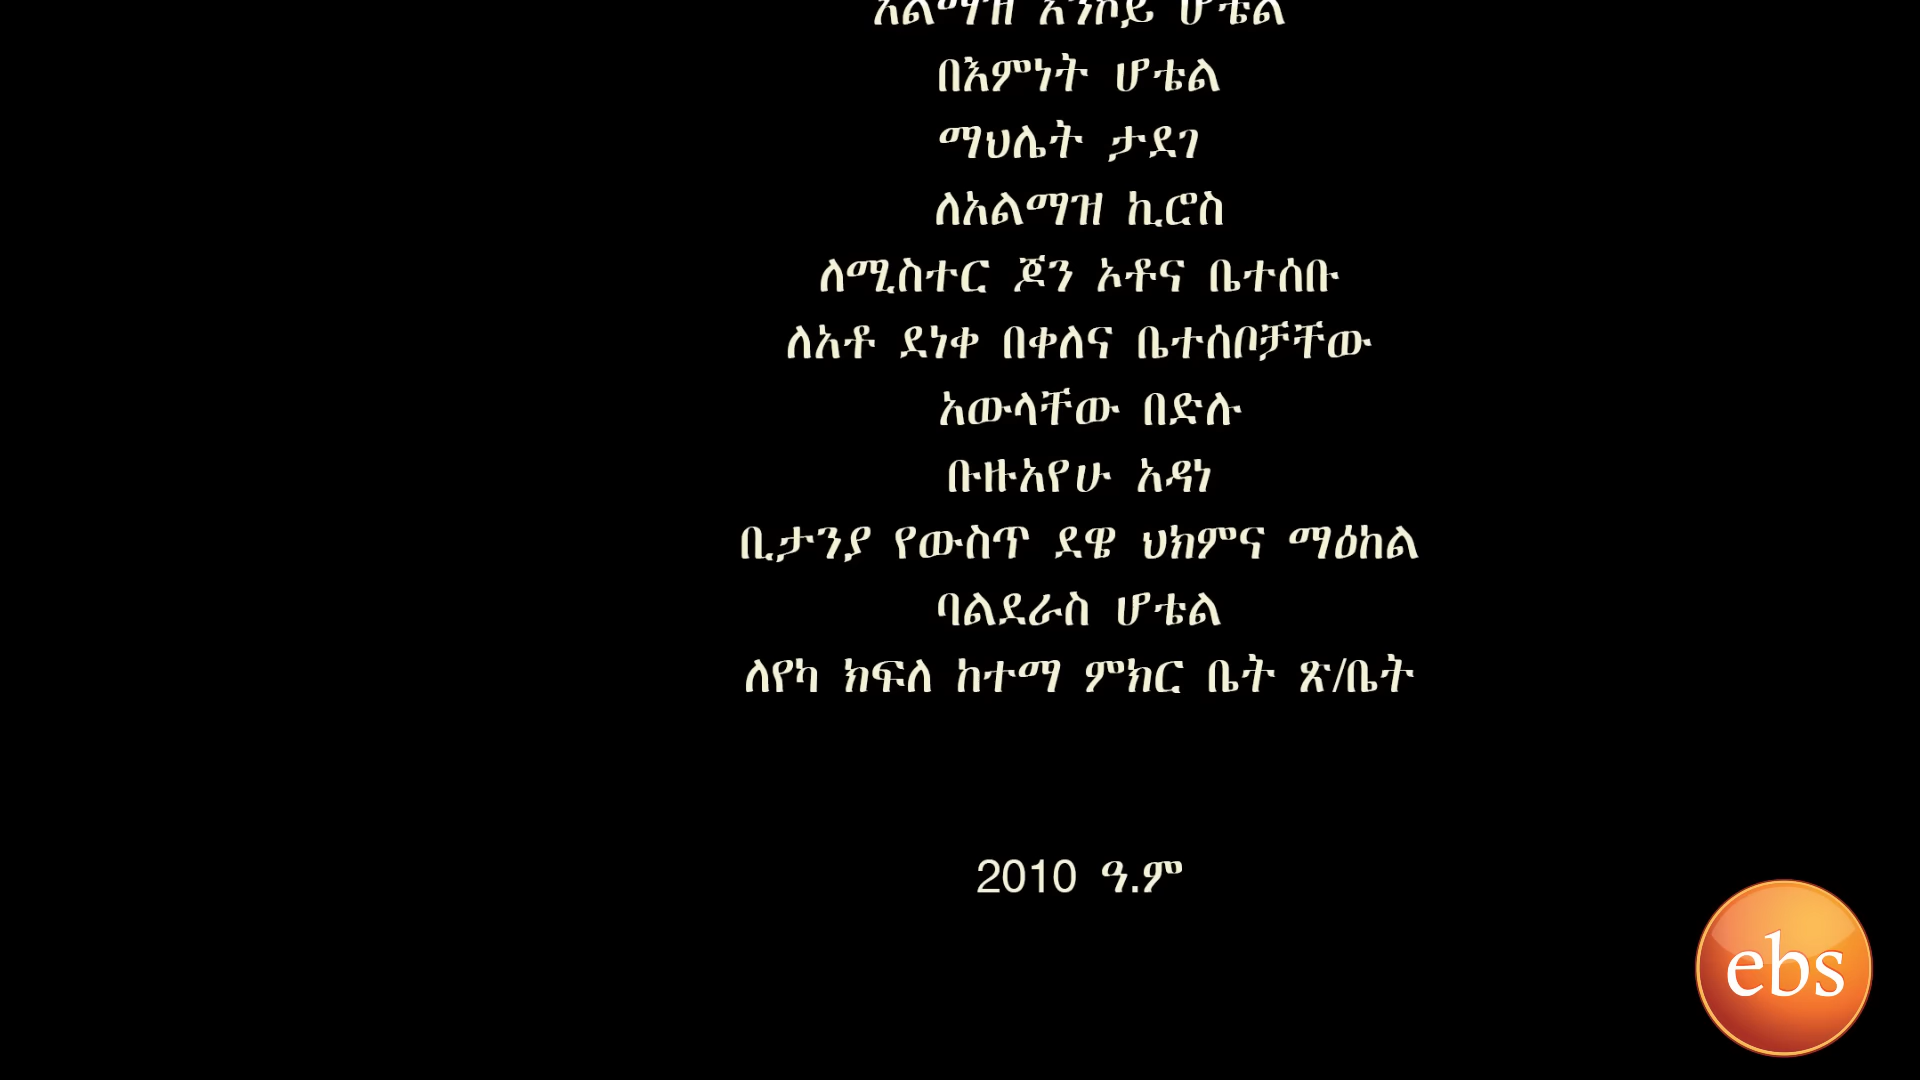 በእምነት ሆቴል
ማህሌት ታደገ
ለአልማዝ ኪሮስ
ለሚስተር ጆን ኦቶና ቤተሰቡ
ለአቶ ደነቀ በቀለና ቤተሰቦቻቸው
አውላቸው በድሉ
ቡዙአየሁ አዳነ
ቢታንያ የውስጥ ደዌ ህክምና ማዕከል
ባልደራስ ሆቴል
ለየካ ክፍለ ከተማ ምክር ቤት ጽ/ቤት
2010 ዓ.ም
ebs